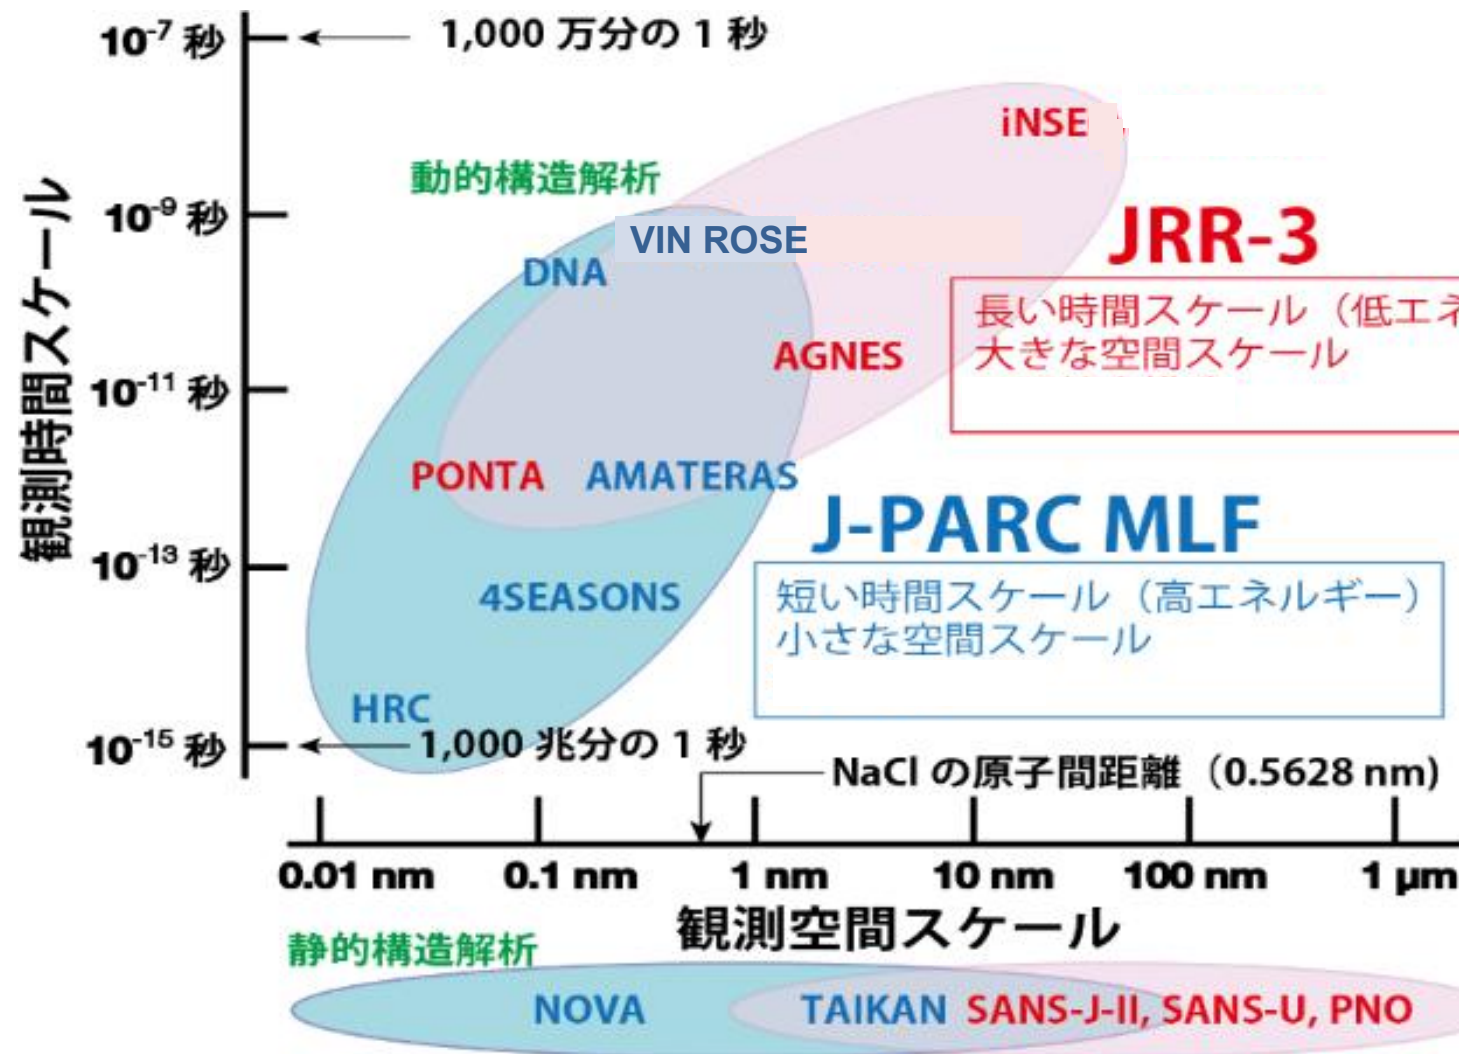 10-7 秒
1,000 万分の 1 秒
iNSE
動的構造解析
10-9 秒
VIN ROSE
DNA
JRR-3
長い時間スケール（低エネ
大きな空間スケール
AGNES
10-11 秒
観測時間スケール
PONTA
AMATERAS
J-PARC MLF
10-13 秒
短い時間スケール（高エネルギー）
小さな空間スケール
4SEASONS
HRC
10-15 秒
1,000 兆分の 1 秒
NaCl の原子間距離（0.5628 nm)
0.01 nm 0.1 nm 1 nm 10 nm 100 nm 1 µm
観測空間スケール
静的構造解析
NOVA
TAIKAN
SANS-J-II, SANS-U, PNO